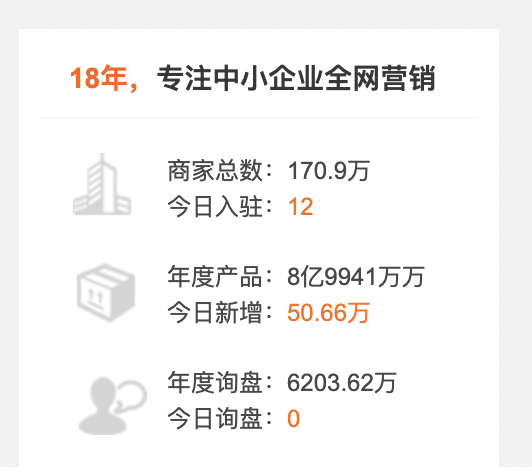 18年，专注中小企业全网营销
商家总数：170.9万
今日入驻：12
年度产品：8亿9941万万
今日新增：50.66万
年度询盘：6203.62万
今日询盘：0